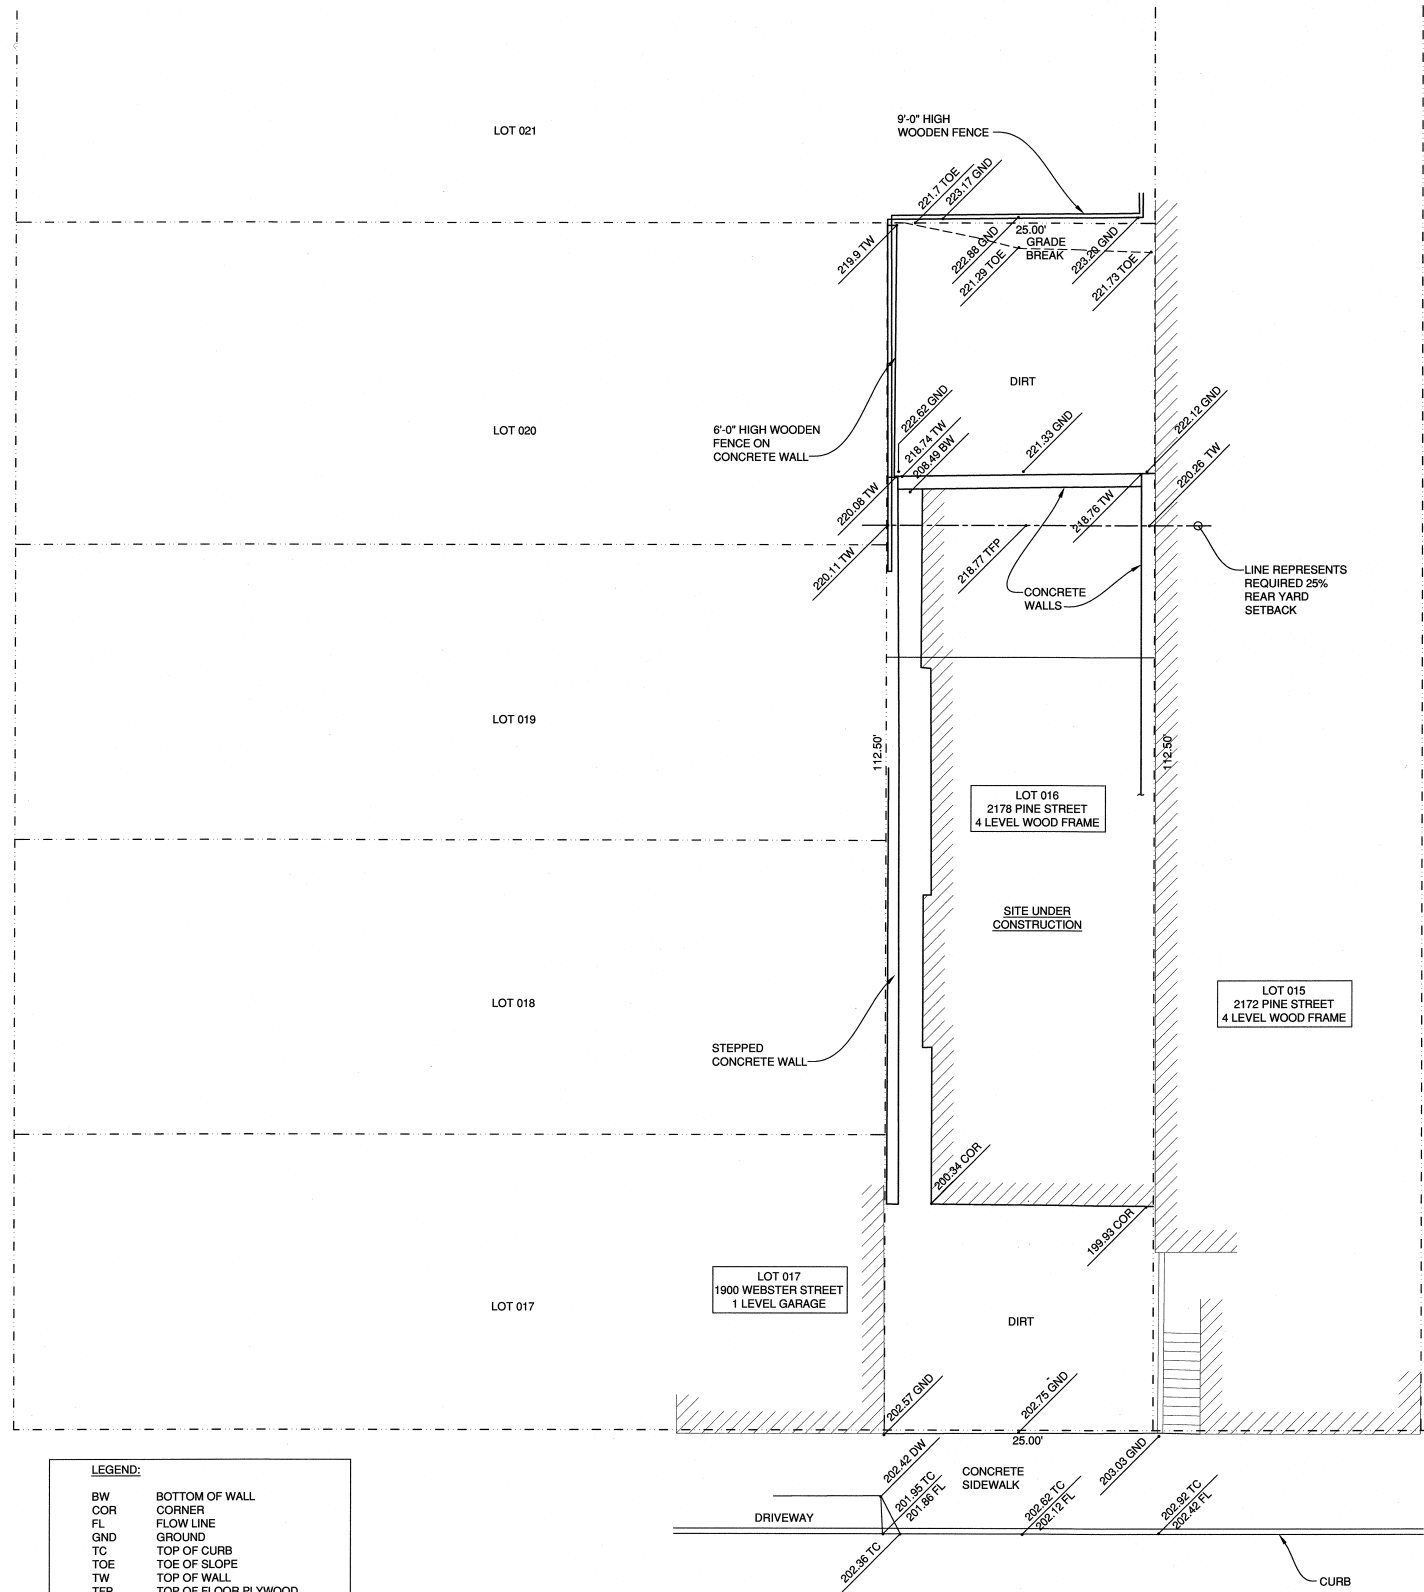 LOT 021
9'-0" HIGH
WOODEN FENCE
221.7 TOE
223.17 GND
219.9 TW
25.00'
GRADE
BREAK
222.88 GND
221.29 TOE
223.20 GND
221.73 TOE
DIRT
LOT 020
6'-0" HIGH WOODEN
FENCE ON
CONCRETE WALL
222.62 GND
218.74 TW
208.49 BW
221.33 GND
222.12 GND
220.26 TW
220.08 TW
218.76 TW
220.11 TW
218.77 TFP
CONCRETE
WALLS
LINE REPRESENTS
REQUIRED 25%
REAR YARD
SETBACK
LOT 019
112.50'
112.50'
LOT 016
2178 PINE STREET
4 LEVEL WOOD FRAME
SITE UNDER
CONSTRUCTION
LOT 018
STEPPED
CONCRETE WALL
LOT 015
2172 PINE STREET
4 LEVEL WOOD FRAME
200.34 COR
199.93 COR
LOT 017
LOT 017
1900 WEBSTER STREET
1 LEVEL GARAGE
DIRT
202.57 GND
202.75 GND
25.00'
203.03 GND
202.42 DW
CONCRETE
SIDEWALK
201.95 TC
201.86 FL
202.62 TC
202.12 FL
202.92 TC
202.42 FL
DRIVEWAY
202.36 TC
CURB
LEGEND:
BW BOTTOM OF WALL
COR CORNER
FL FLOW LINE
GND GROUND
TC TOP OF CURB
TOE TOE OF SLOPE
TW TOP OF WALL
TFP TOP OF FLOOR PLYWOOD